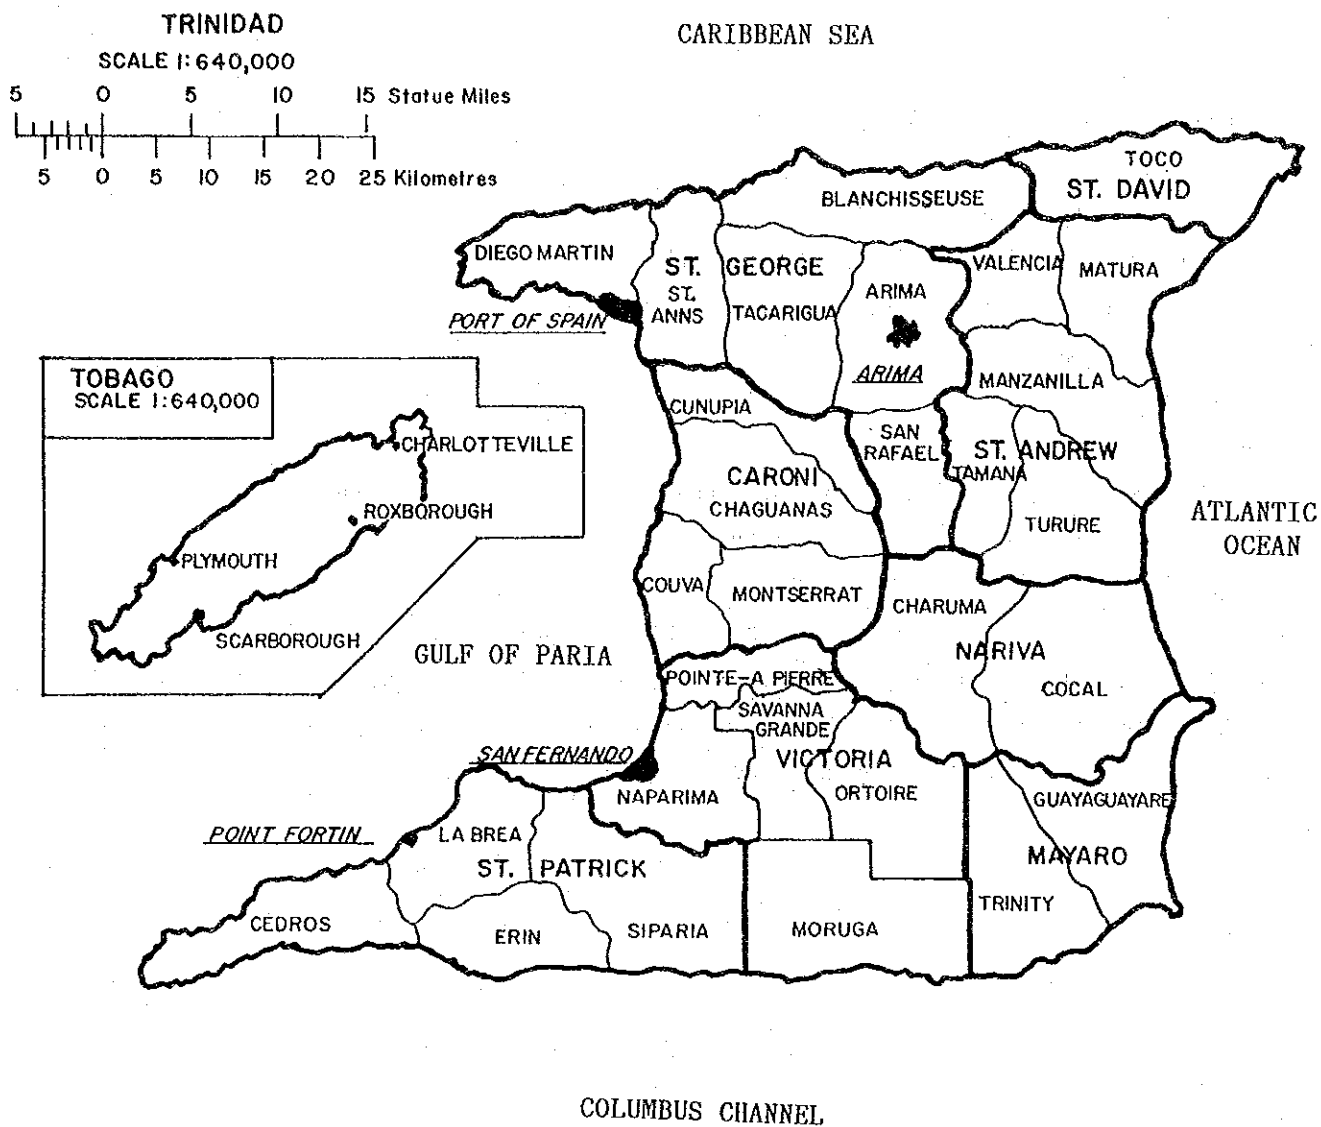 TRINIDAD
SCALE 1:640,000
5 0 5 10 15 Statue Miles
5 0 5 10 15 20 25 Kilometres
CARIBBEAN SEA
TOCO
ST. DAVID
BLANCHISSEUSE
DIEGO MARTIN
ST. GEORGE
VALENCIA
MATURA
ST.
ANNS
TACARIGUA
ARIMA
PORT OF SPAIN
ARIMA
MANZANILLA
TOBAGO
SCALE 1:640,000
CHARLOTTEVILLE
ROXBOROUGH
PLYMOUTH
SCARBOROUGH
CUNUPIA
SAN
RAFAEL
ST. ANDREW
TAMANA
CARONI
CHAGUANAS
TURURE
ATLANTIC
OCEAN
COUVA
MONTSERRAT
CHARUMA
GULF OF PARIA
NARIVA
COCAL
POINTE-A PIERRE
SAVANNA
GRANDE
SAN FERNANDO
VICTORIA
NAPARIMA
ORTOIRE
GUAYAGUAYARE
POINT FORTIN
LA BREA
ST. PATRICK
MAYARO
CEDROS
ERIN
SIPARIA
MORUGA
TRINITY
COLUMBUS CHANNEL